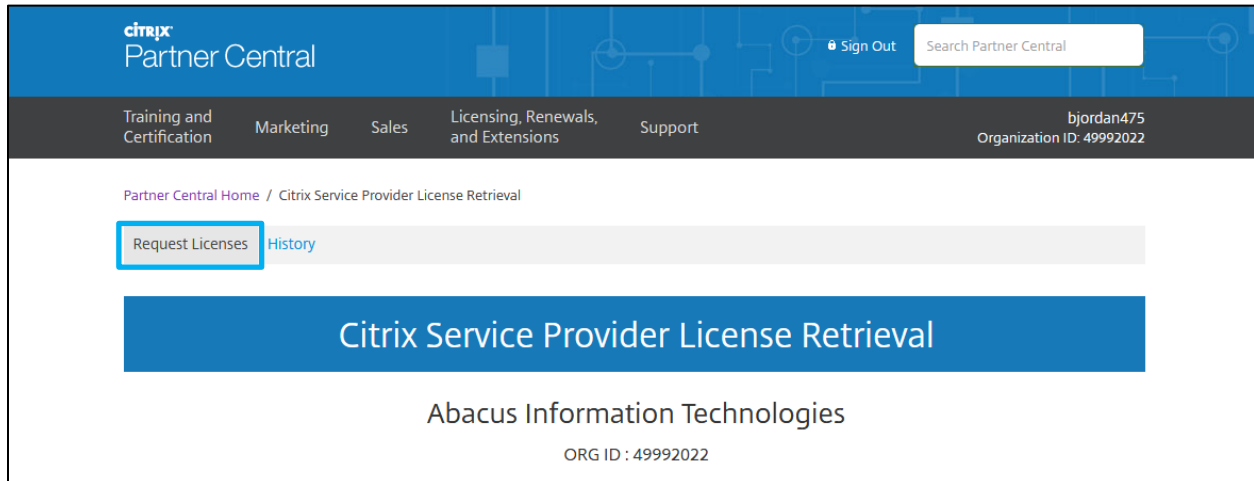 CİTRIX
Partner Central
Sign Out
Search Partner Central
Training and
Certification
Marketing
Sales
Licensing, Renewals,
and Extensions
Support
bjordan475
Organization ID: 49992022
Partner Central Home / Citrix Service Provider License Retrieval
Request Licenses
History
Citrix Service Provider License Retrieval
Abacus Information Technologies
ORG ID : 49992022